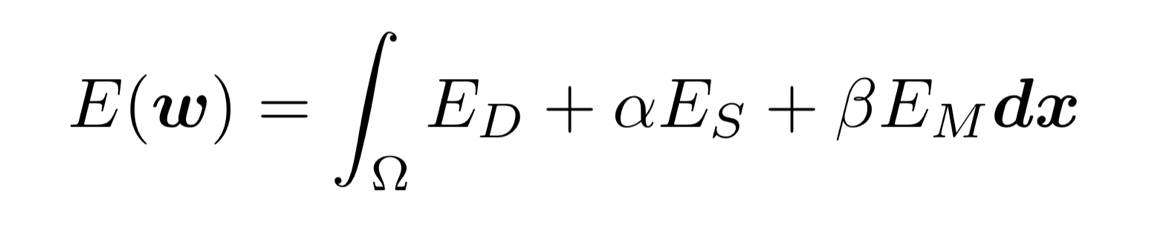 E(w) = ∫_Ω E_D + αE_S + βE_M dx